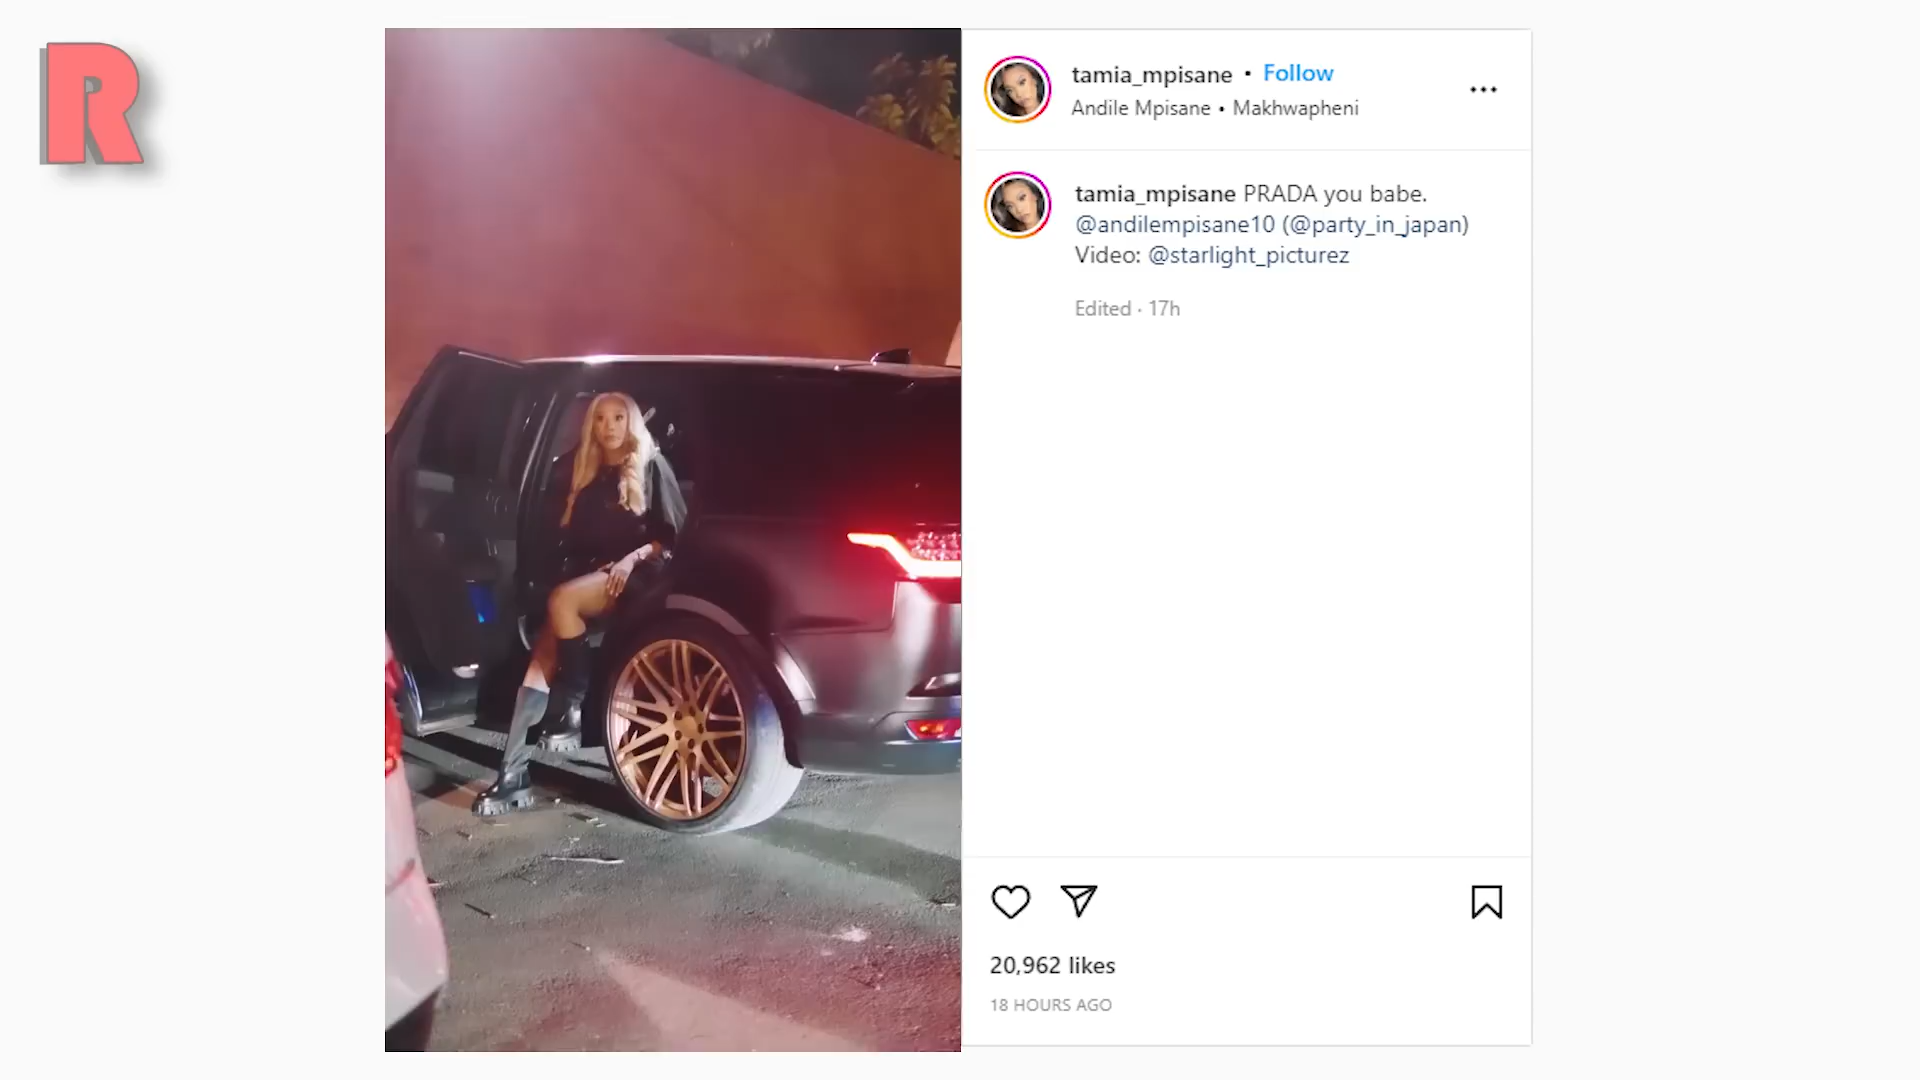 R
tamia_mpisane • Follow
Andile Mpisane • Makhwapheni
tamia_mpisane PRADA you babe.
@andilempisane10 (@party_in_japan)
Video: @starlight_picturez
Edited · 17h
20,962 likes
18 HOURS AGO